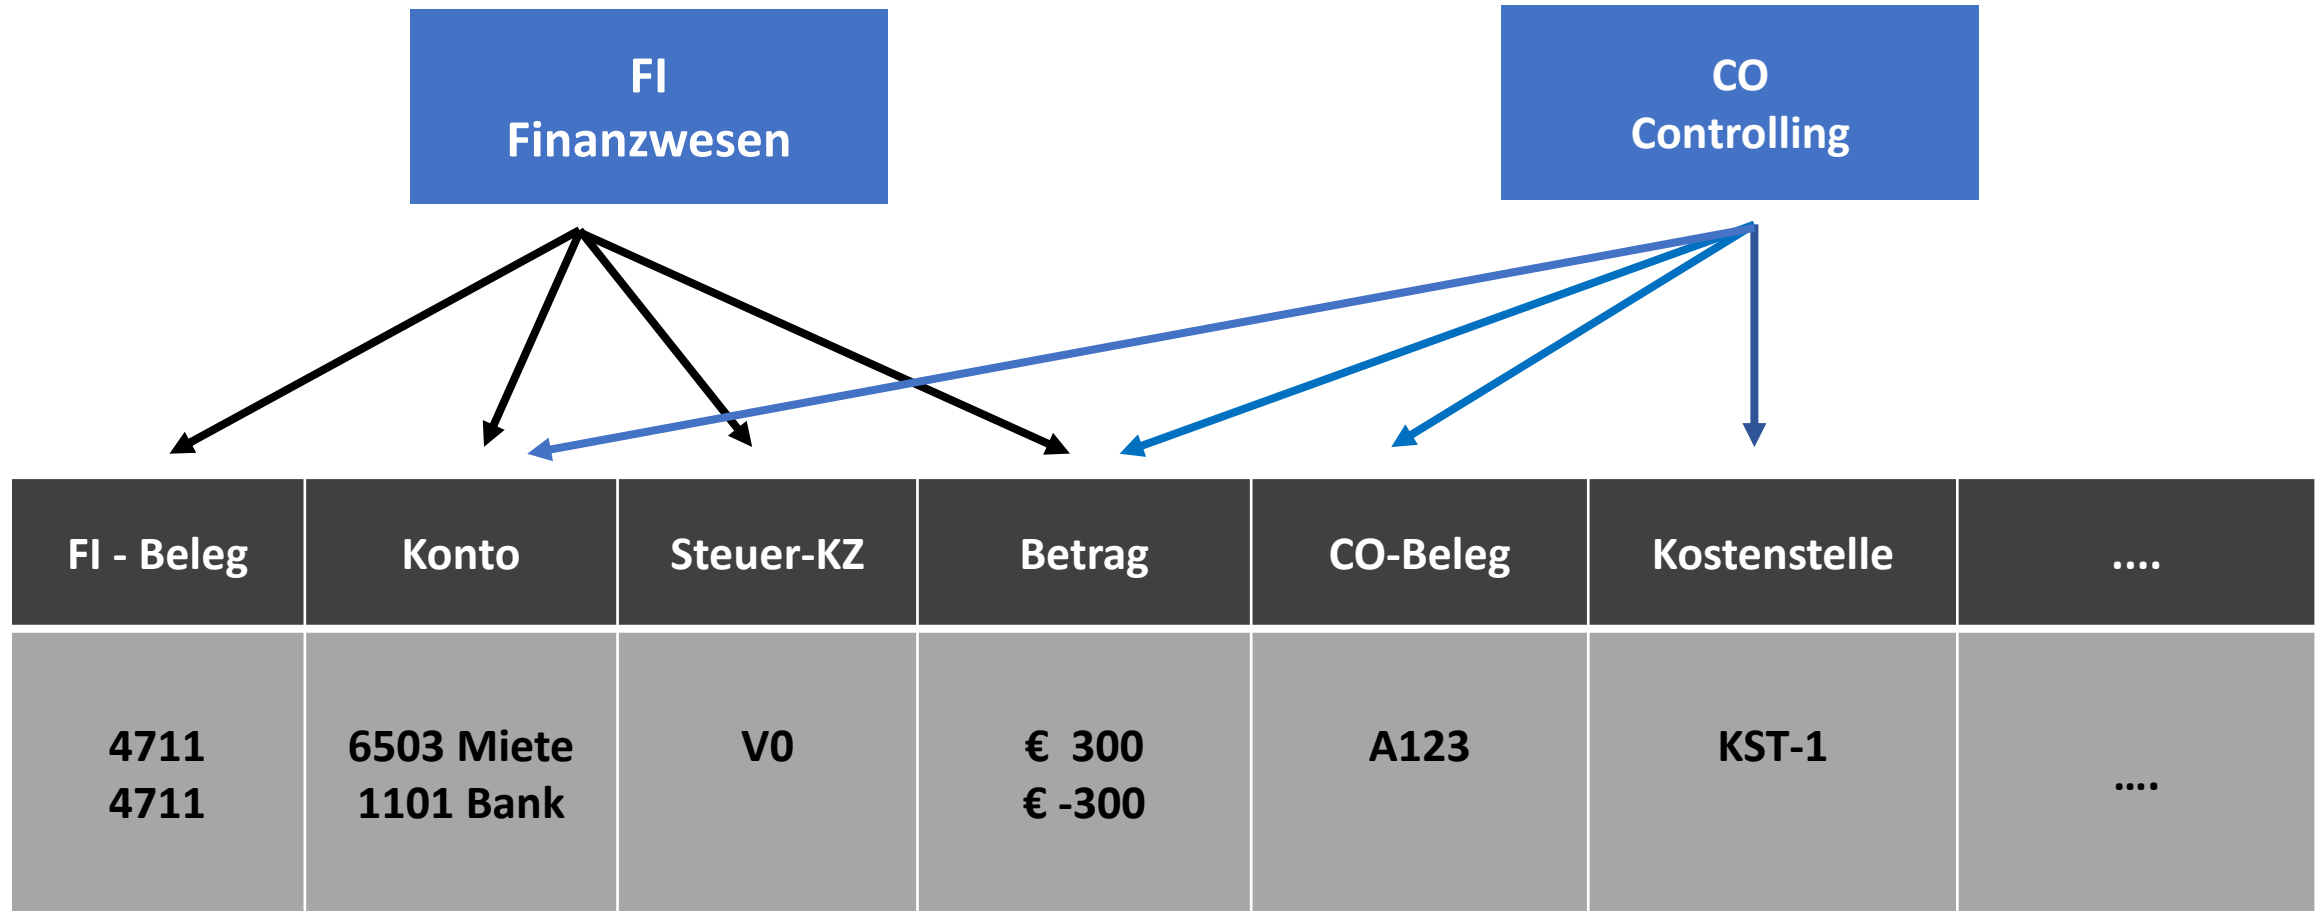 FI
Finanzwesen
CO
Controlling
FI - Beleg
Konto
Steuer-KZ
Betrag
CO-Beleg
Kostenstelle
....
4711
4711
6503 Miete
1101 Bank
V0
€  300
€ -300
A123
KST-1
....